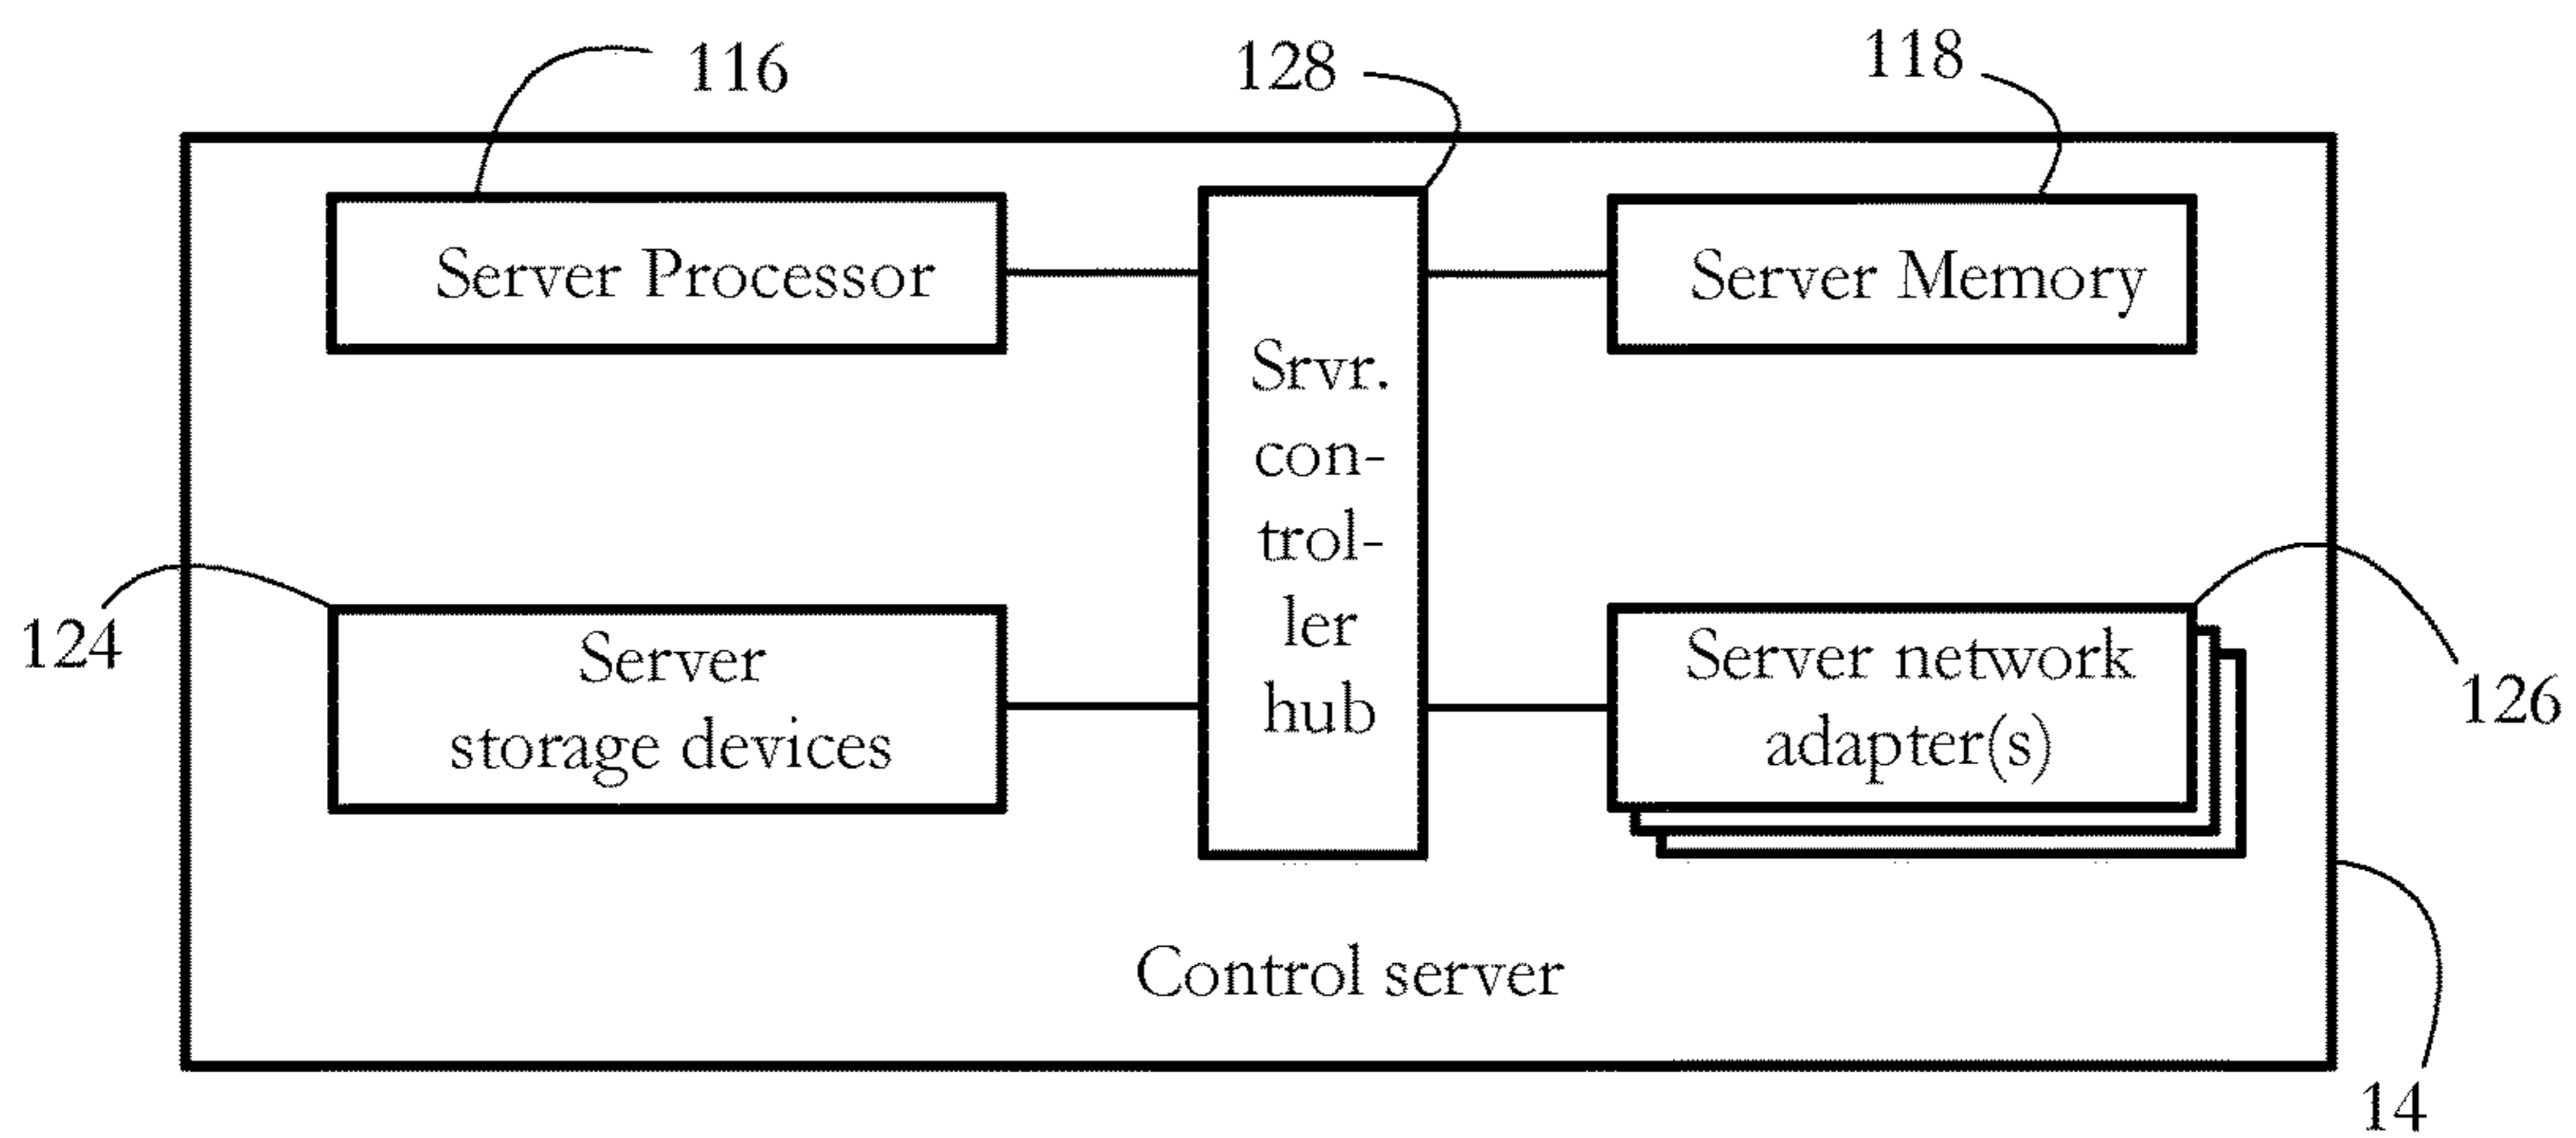 116
128
118
Server Processor
Server Memory
Srvr.
con-
trol-
ler
hub
124
Server
storage devices
Server network
adapter(s)
126
Control server
14